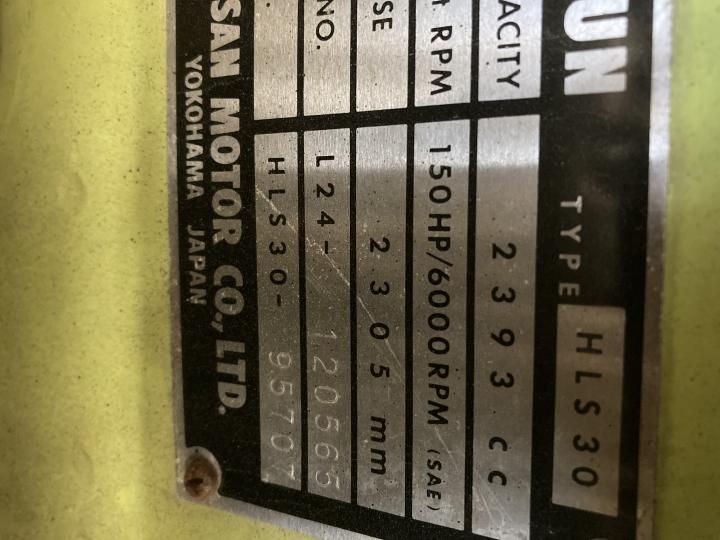 UN
TYPE HLS30
ACITY 2393 cc
RPM 150HP/6000RPM (SAE)
SE 2305 mm
NO. L24- 120565
HLS30- 95707
SAN MOTOR CO., LTD.
YOKOHAMA JAPAN